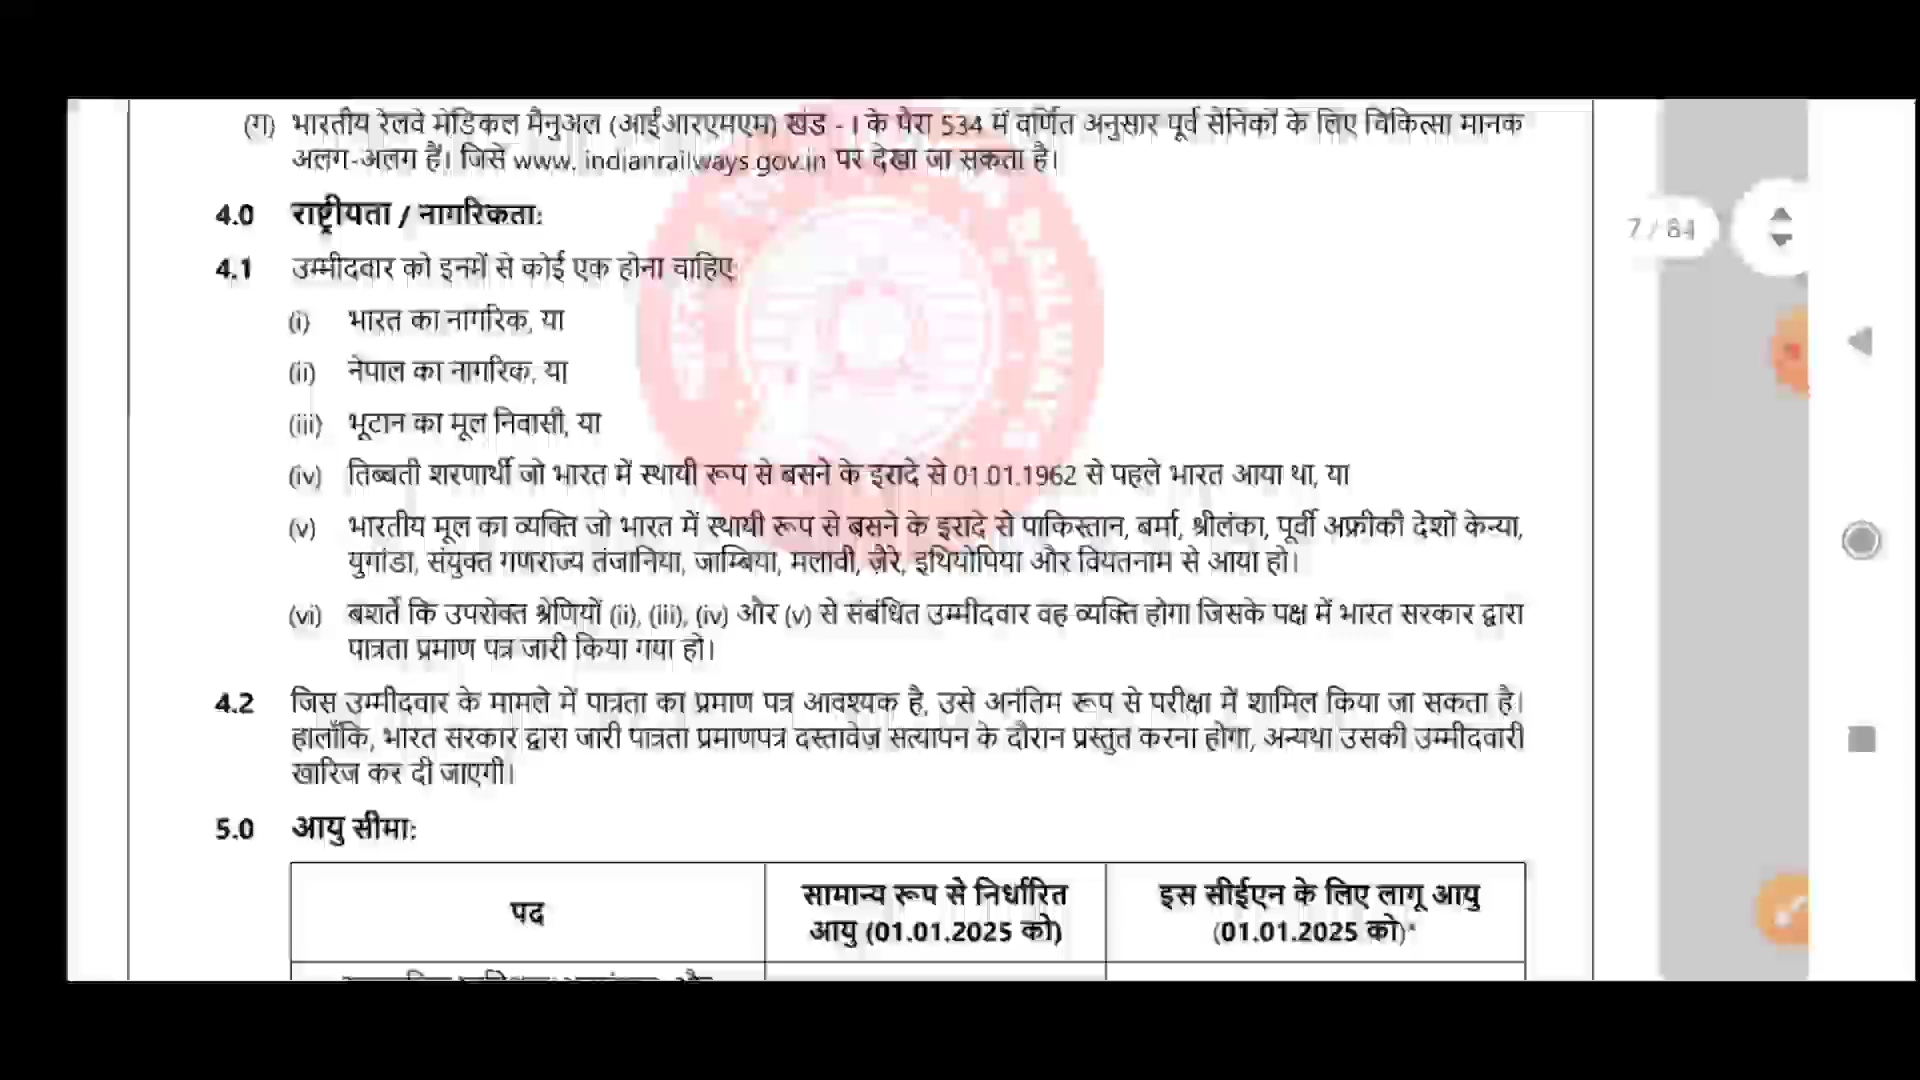 (ग) भारतीय रेलवे मेडिकल मैनुअल (आईआरएमएम) खंड - I के पैरा 534 में वर्णित अनुसार पूर्व सैनिकों के लिए चिकित्सा मानक
अलग-अलग हैं। जिसे www. indianrailways.gov.in पर देखा जा सकता है।
4.0 राष्ट्रीयता / नागरिकता:
4.1 उम्मीदवार को इनमें से कोई एक होना चाहिए
(i) भारत का नागरिक, या
(ii) नेपाल का नागरिक, या
(iii) भूटान का मूल निवासी, या
(iv) तिब्बती शरणार्थी जो भारत में स्थायी रूप से बसने के इरादे से 01.01.1962 से पहले भारत आया था, या
(v) भारतीय मूल का व्यक्ति जो भारत में स्थायी रूप से बसने के इरादे से पाकिस्तान, बर्मा, श्रीलंका, पूर्वी अफ्रीकी देशों केन्या,
युगांडा, संयुक्त गणराज्य तंजानिया, जाम्बिया, मलावी, ज़ेरे, इथियोपिया और वियतनाम से आया हो।
(vi) बशर्ते कि उपरोक्त श्रेणियों (ii), (iii), (iv) और (v) से संबंधित उम्मीदवार वह व्यक्ति होगा जिसके पक्ष में भारत सरकार द्वारा
पात्रता प्रमाण पत्र जारी किया गया हो।
4.2 जिस उम्मीदवार के मामले में पात्रता का प्रमाण पत्र आवश्यक है, उसे अनंतिम रूप से परीक्षा में शामिल किया जा सकता है।
हालाँकि, भारत सरकार द्वारा जारी पात्रता प्रमाणपत्र दस्तावेज़ सत्यापन के दौरान प्रस्तुत करना होगा, अन्यथा उसकी उम्मीदवारी
खारिज कर दी जाएगी।
5.0 आयु सीमा:
पद
सामान्य रूप से निर्धारित
आयु (01.01.2025 को)
इस सीईएन के लिए लागू आयु
(01.01.2025 को)*
7 / 84